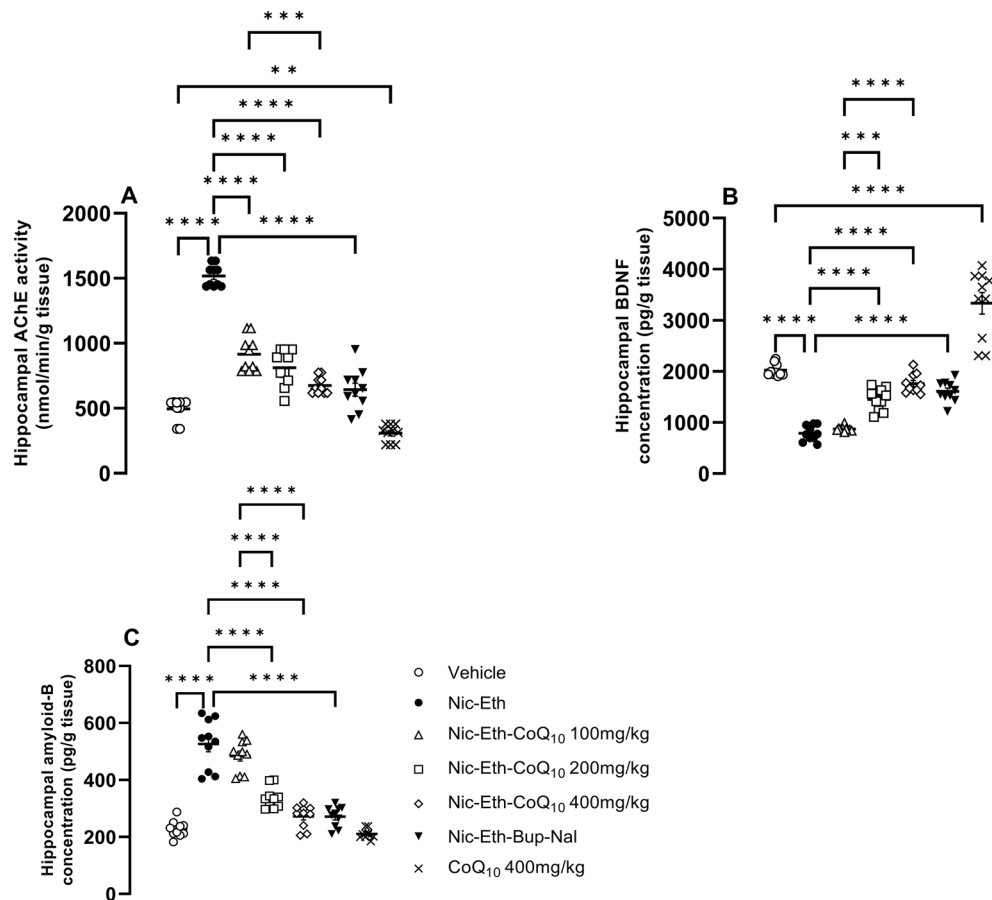 * * *
* *
* * * *
* * * *
* * * *
* * * * * * * *
A
Hippocampal AChE activity
(nmol/min/g tissue)
2000
1500
1000
500
0
* * * *
* * *
* * * *
* * * *
* * * *
* * * * * * * *
B
Hippocampal BDNF
concentration (pg/g tissue)
5000
4000
3000
2000
1000
0
* * * *
* * * *
* * * *
* * * *
* * * * * * * *
C
Hippocampal amyloid-B
concentration (pg/g tissue)
800
600
400
200
0
Vehicle
Nic-Eth
Nic-Eth-CoQ₁₀ 100mg/kg
Nic-Eth-CoQ₁₀ 200mg/kg
Nic-Eth-CoQ₁₀ 400mg/kg
Nic-Eth-Bup-Nal
CoQ₁₀ 400mg/kg